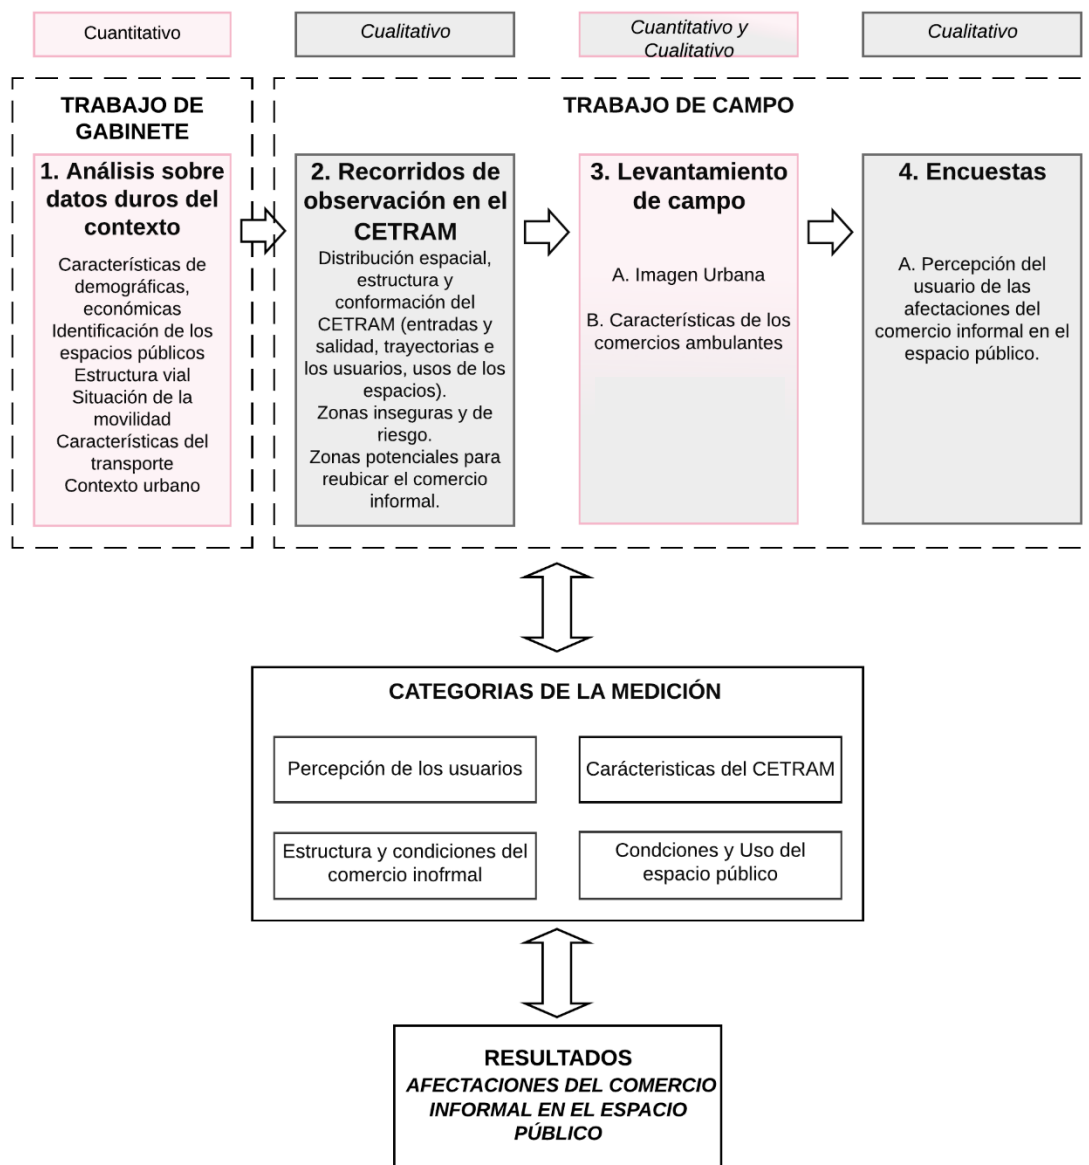 Cuantitativo
Cualitativo
Cuantitativo y
Cualitativo
Cualitativo
TRABAJO DE
GABINETE
TRABAJO DE CAMPO
1. Análisis sobre
datos duros del
contexto
Características de
demográficas,
económicas
Identificación de los
espacios públicos
Estructura vial
Situación de la
movilidad
Características del
transporte
Contexto urbano
2. Recorridos de
observación en el
CETRAM
Distribución espacial,
estructura y
conformación del
CETRAM (entradas y
salidad, trayectorias e
los usuarios, usos de los
espacios).
Zonas inseguras y de
riesgo.
Zonas potenciales para
reubicar el comercio
informal.
3. Levantamiento
de campo
A. Imagen Urbana
B. Características de los
comercios ambulantes
4. Encuestas
A. Percepción del
usuario de las
afectaciones del
comercio informal en el
espacio público.
CATEGORIAS DE LA MEDICIÓN
Percepción de los usuarios
Carácteristicas del CETRAM
Estructura y condiciones del
comercio inofrmal
Condciones y Uso del
espacio público
RESULTADOS
AFECTACIONES DEL COMERCIO
INFORMAL EN EL ESPACIO
PÚBLICO